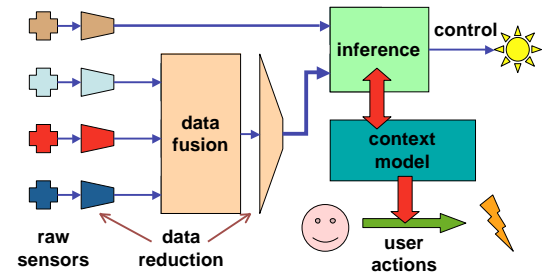 control
inference
data
fusion
context
model
raw
sensors
data
reduction
user
actions